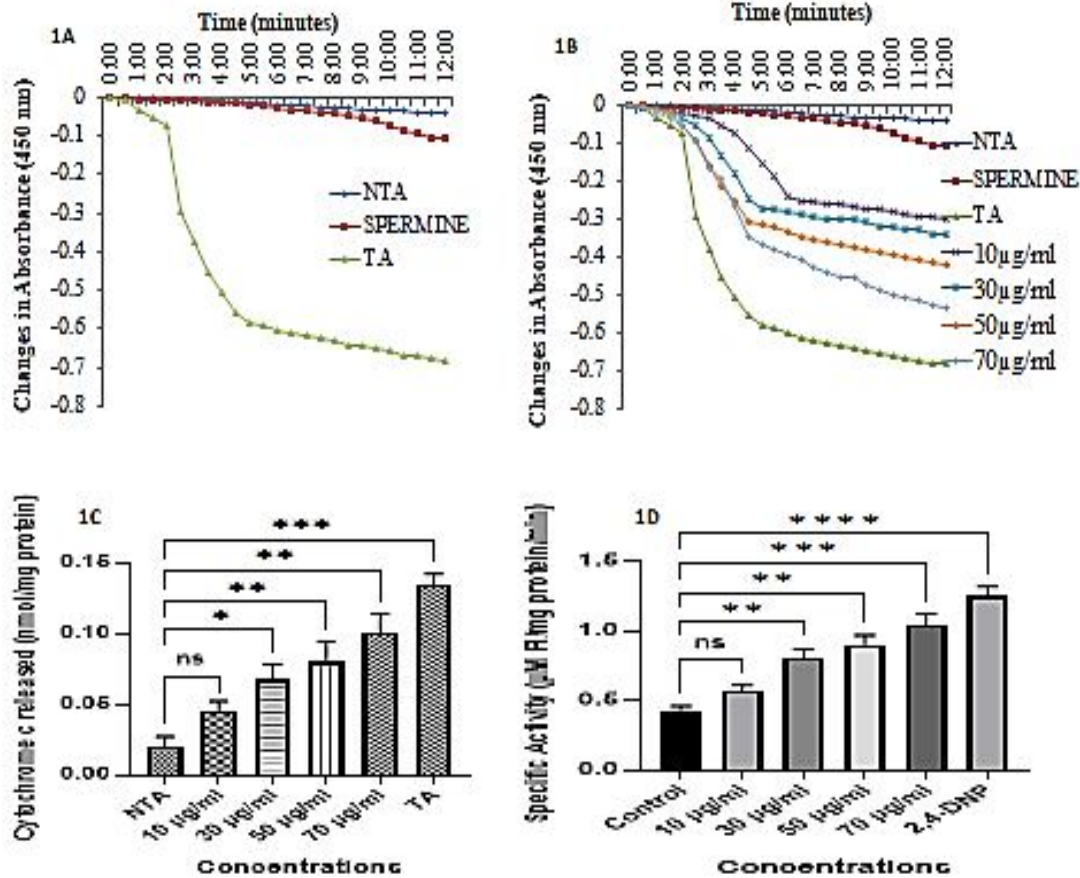 1A
Time (minutes)
0:00 1:00 2:00 3:00 4:00 5:00 6:00 7:00 8:00 9:00 10:00 11:00 12:00
Changes in Absorbance (450 nm)
0
-0.1
-0.2
-0.3
-0.4
-0.5
-0.6
-0.7
-0.8
NTA
SPERMINE
TA
1B
Time (minutes)
0:00 1:00 2:00 3:00 4:00 5:00 6:00 7:00 8:00 9:00 10:00 11:00 12:00
Changes in Absorbance (450 nm)
0
-0.1
-0.2
-0.3
-0.4
-0.5
-0.6
-0.7
-0.8
NTA
SPERMINE
TA
10µg/ml
30µg/ml
50µg/ml
70µg/ml
1C
Cytochrome c released (nmol/mg protein)
0.15
0.10
0.05
0.00
***
**
**
*
ns
NTA
10 µg/ml
30 µg/ml
50 µg/ml
70 µg/ml
TA
Concentrations
1D
Specific Activity (µM Pi/mg protein/min)
1.5
1.0
0.5
0.0
****
***
**
**
ns
Control
10 µg/ml
30 µg/ml
50 µg/ml
70 µg/ml
2,4-DNP
Concentrations